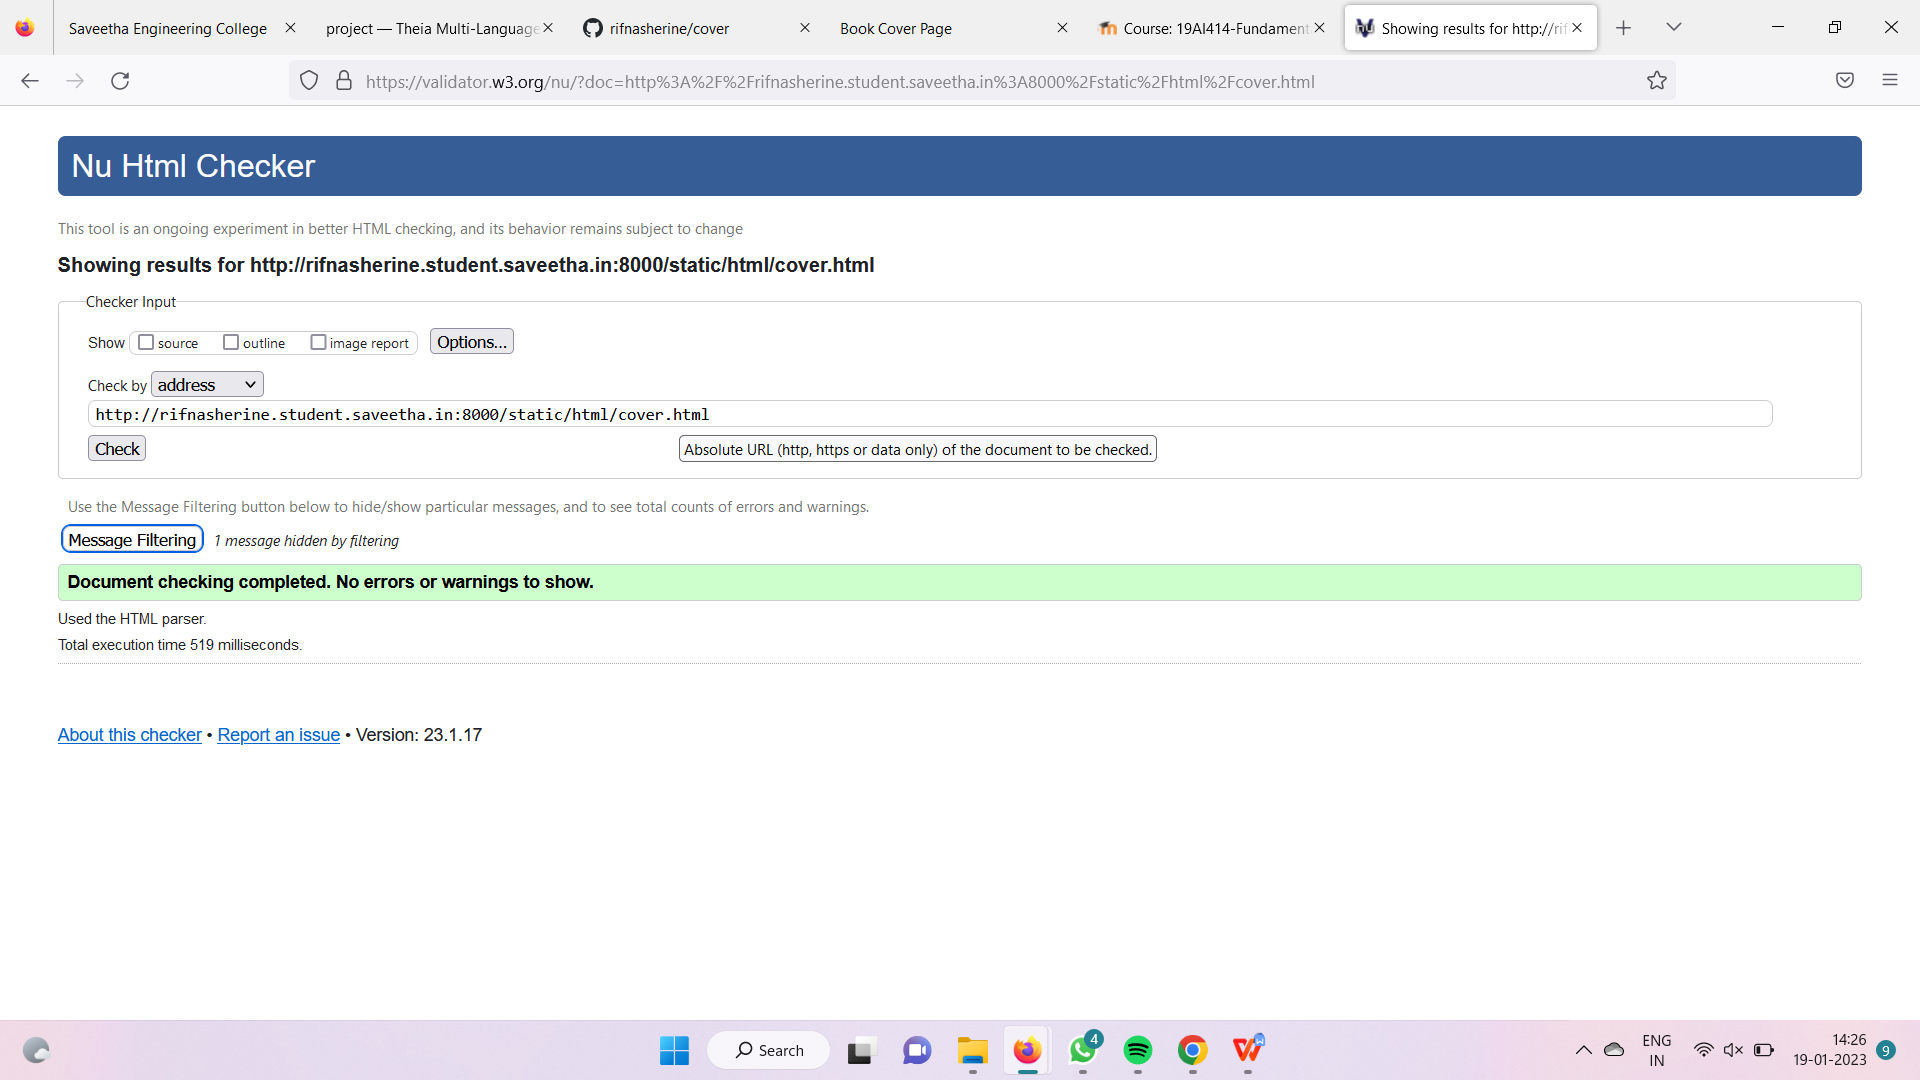 Saveetha Engineering College
project — Theia Multi-Language
rifnasherine/cover
Book Cover Page
Course: 19AI414-Fundament
Showing results for http://rif
https://validator.w3.org/nu/?doc=http%3A%2F%2Frifnasherine.student.saveetha.in%3A8000%2Fstatic%2Fhtml%2Fcover.html
Nu Html Checker
This tool is an ongoing experiment in better HTML checking, and its behavior remains subject to change
Showing results for http://rifnasherine.student.saveetha.in:8000/static/html/cover.html
Checker Input
Show source outline image report Options...
Check by address
http://rifnasherine.student.saveetha.in:8000/static/html/cover.html
Check
Absolute URL (http, https or data only) of the document to be checked.
Use the Message Filtering button below to hide/show particular messages, and to see total counts of errors and warnings.
Message Filtering 1 message hidden by filtering
Document checking completed. No errors or warnings to show.
Used the HTML parser.
Total execution time 519 milliseconds.
About this checker • Report an issue • Version: 23.1.17
Search
4
ENG
IN
14:26
19-01-2023
9